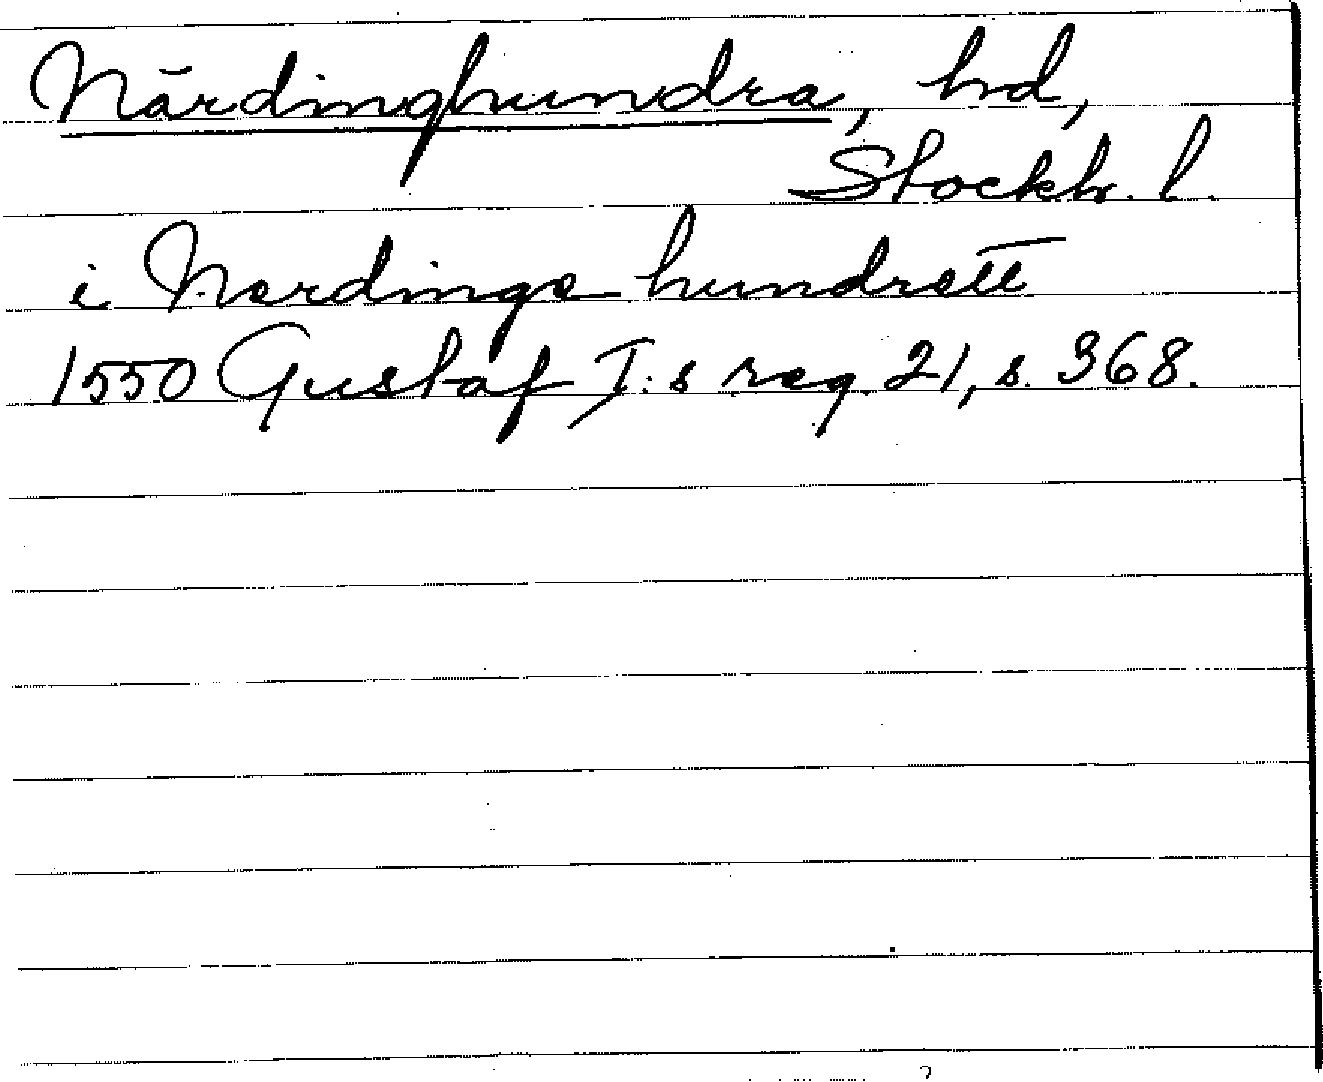 Närdinghundra, hd,
Stockh. l.
i Nerdinge hundrett
1550 Gustaf I:s reg. 21, s. 368.